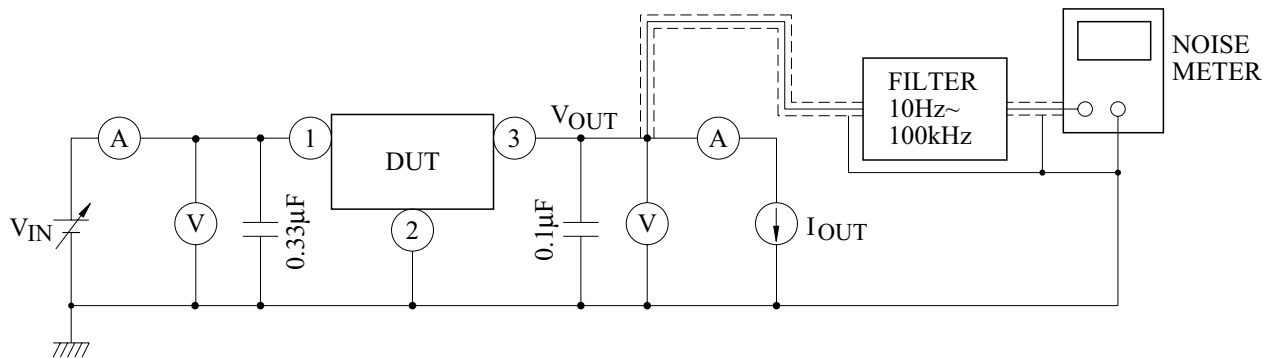 NOISE
METER
FILTER
10Hz~
100kHz
VOUT
A
1
DUT
3
A
VIN
V
0.33µF
2
0.1µF
V
IOUT